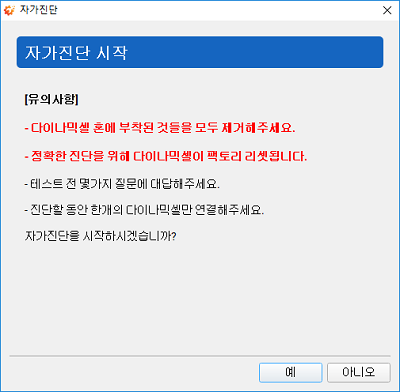 자가진단
자가진단 시작
[유의사항]
- 다이나믹셀 혼에 부착된 것들을 모두 제거해주세요.
- 정확한 진단을 위해 다이나믹셀이 팩토리 리셋됩니다.
- 테스트 전 몇가지 질문에 대답해주세요.
- 진단할 동안 한개의 다이나믹셀만 연결해주세요.
자가진단을 시작하시겠습니까?
예
아니오